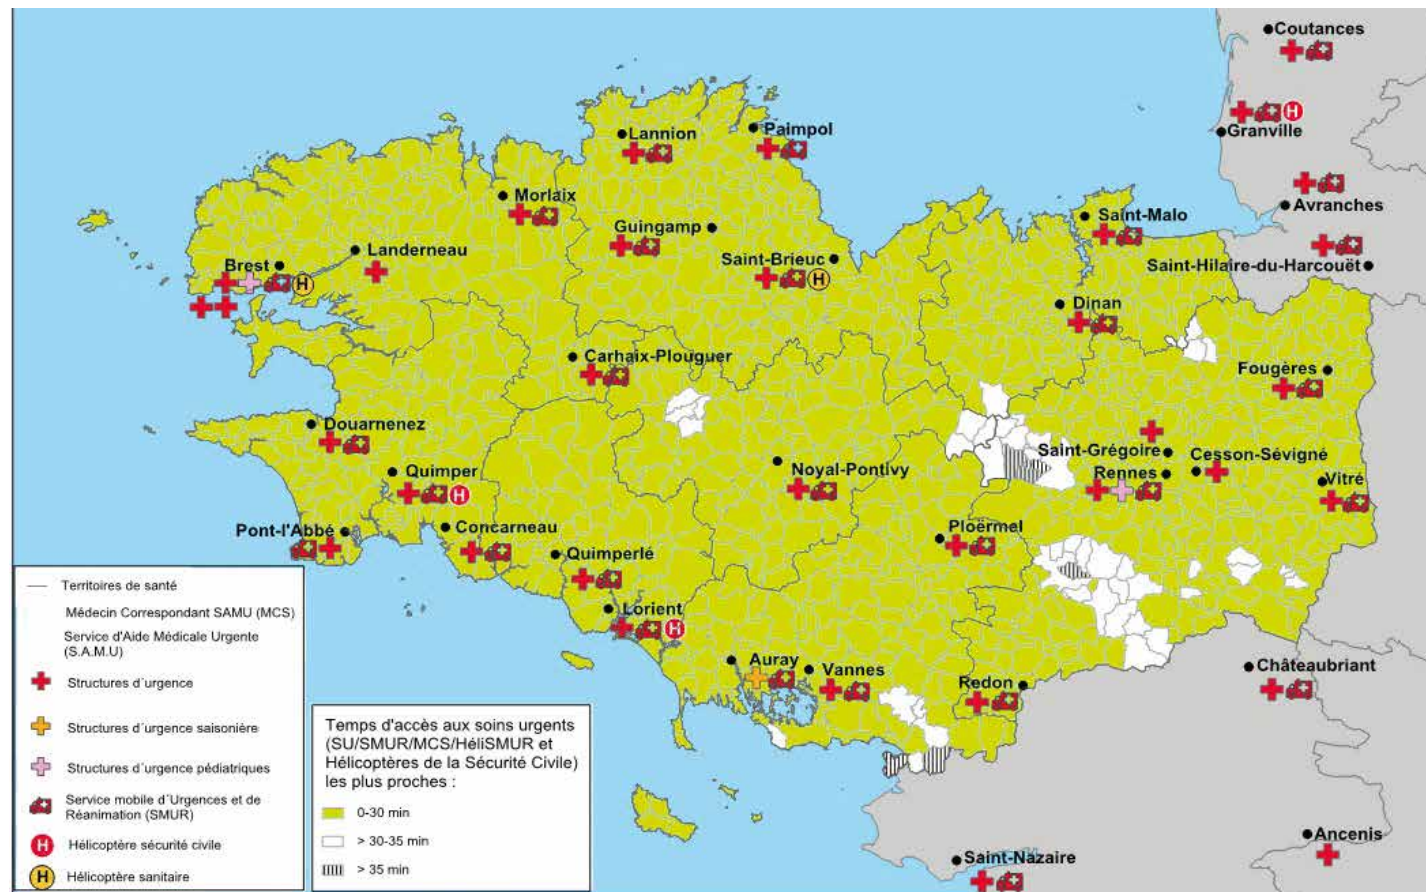 Coutances
Granville
H
Lannion
Paimpol
Morlaix
Avranches
Saint-Malo
Guingamp
Landerneau
Brest
H
Saint-Brieuc
H
Saint-Hilaire-du-Harcouët
Dinan
Carhaix-Plouguer
Fougères
Douarnenez
Saint-Grégoire
Cesson-Sévigné
Quimper
H
Noyal-Pontivy
Rennes
Vitré
Pont-l'Abbé
Concarneau
Ploërmel
Quimperlé
Lorient
H
Auray
Vannes
Redon
Châteaubriant
Ancenis
Saint-Nazaire
Territoires de santé
Médecin Correspondant SAMU (MCS)
Service d'Aide Médicale Urgente
(S.A.M.U)
Structures d´urgence
Structures d´urgence saisonière
Structures d´urgence pédiatriques
Service mobile d´Urgences et de
Réanimation (SMUR)
H Hélicoptère sécurité civile
H Hélicoptère sanitaire
Temps d'accès aux soins urgents
(SU/SMUR/MCS/HéliSMUR et
Hélicoptères de la Sécurité Civile)
les plus proches :
0-30 min
> 30-35 min
> 35 min